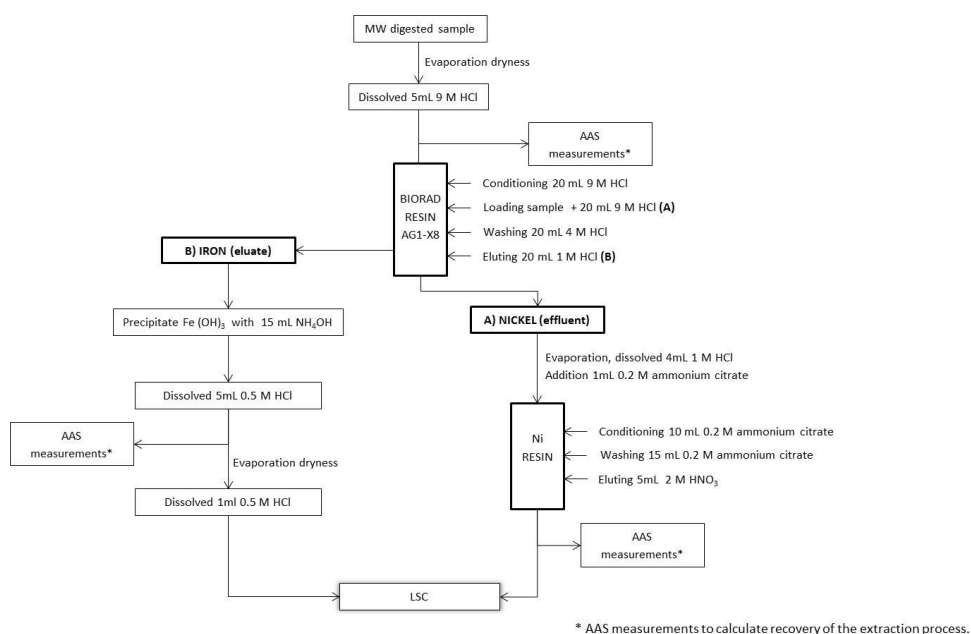 MW digested sample
Evaporation dryness
Dissolved 5mL 9 M HCl
AAS
measurements*
BIORAD
RESIN
AG1-X8
Conditioning 20 mL 9 M HCl
Loading sample + 20 mL 9 M HCl (A)
Washing 20 mL 4 M HCl
Eluting 20 mL 1 M HCl (B)
B) IRON (eluate)
Precipitate Fe (OH)3 with 15 mL NH4OH
A) NICKEL (effluent)
Evaporation, dissolved 4mL 1 M HCl
Addition 1mL 0.2 M ammonium citrate
Dissolved 5mL 0.5 M HCl
AAS
measurements*
Evaporation dryness
Dissolved 1ml 0.5 M HCl
Ni
RESIN
Conditioning 10 mL 0.2 M ammonium citrate
Washing 15 mL 0.2 M ammonium citrate
Eluting 5mL 2 M HNO3
AAS
measurements*
LSC
* AAS measurements to calculate recovery of the extraction process.